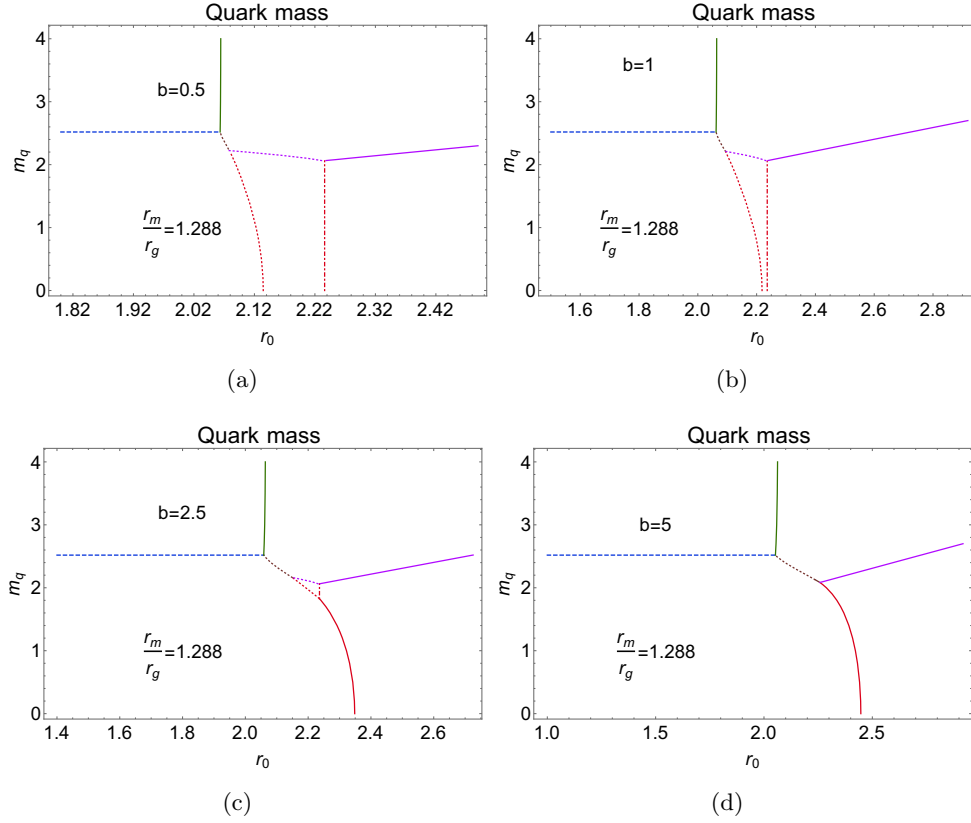 Quark mass
4
3
2
1
0
m_q
b=0.5
r_m/r_g=1.288
1.82 1.92 2.02 2.12 2.22 2.32 2.42
r_0
(a)
Quark mass
4
3
2
1
0
m_q
b=1
r_m/r_g=1.288
1.6 1.8 2.0 2.2 2.4 2.6 2.8
r_0
(b)
Quark mass
4
3
2
1
0
m_q
b=2.5
r_m/r_g=1.288
1.4 1.6 1.8 2.0 2.2 2.4 2.6
r_0
(c)
Quark mass
4
3
2
1
0
m_q
b=5
r_m/r_g=1.288
1.0 1.5 2.0 2.5
r_0
(d)